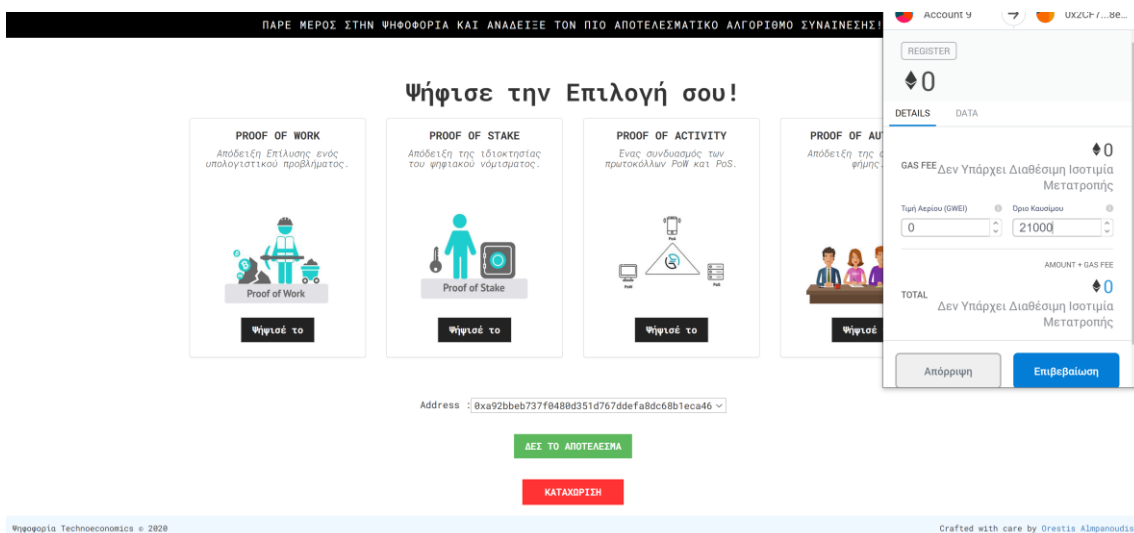 ΠΑΡΕ ΜΕΡΟΣ ΣΤΗΝ ΨΗΦΟΦΟΡΙΑ ΚΑΙ ΑΝΑΔΕΙΞΕ ΤΟΝ ΠΙΟ ΑΠΟΤΕΛΕΣΜΑΤΙΚΟ ΑΛΓΟΡΙΘΜΟ ΣΥΝΑΙΝΕΣΗΣ!
Ψήφισε την Επιλογή σου!
PROOF OF WORK
Απόδειξη Επίλυσης ενός
υπολογιστικού προβλήματος.
Proof of Work
Ψήφισέ το
PROOF OF STAKE
Απόδειξη της ιδιοκτησίας
του ψηφιακού νόμισματος.
Proof of Stake
Ψήφισέ το
PROOF OF ACTIVITY
Ένας συνδυασμός των
πρωτοκόλλων PoW και PoS.
PoA
PoW
PoS
Ψήφισέ το
PROOF OF AU
Απόδειξη της
φήμης.
Ψήφισέ
Address : 0xa92bbeb737f0480d351d767ddefa8dc68b1eca46
ΔΕΣ ΤΟ ΑΠΟΤΕΛΕΣΜΑ
ΚΑΤΑΧΩΡΙΣΗ
Ψηφοφορία Technoeconomics © 2020
Crafted with care by Orestis Almpanoudis
Account 9
0x2CF7...8e...
REGISTER
0
DETAILS DATA
0
GAS FEE Δεν Υπάρχει Διαθέσιμη Ισοτιμία
Μετατροπής
Τιμή Αερίου (GWEI) Όριο Καυσίμου
0 21000
AMOUNT + GAS FEE
0
TOTAL Δεν Υπάρχει Διαθέσιμη Ισοτιμία
Μετατροπής
Απόρριψη Επιβεβαίωση